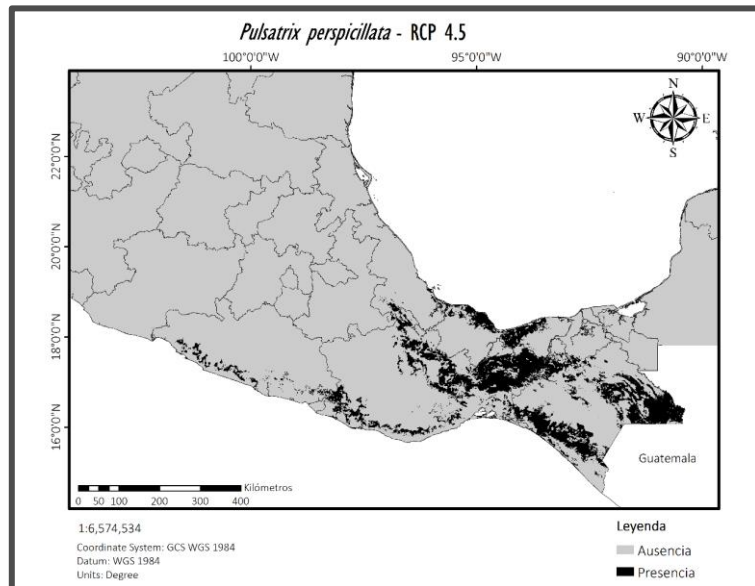 Pulsatrix perspicillata - RCP 4.5
100°0'0"W 95°0'0"W 90°0'0"W
N
W E
S
22°0'0"N
20°0'0"N
18°0'0"N
16°0'0"N
Guatemala
Kilómetros
0 50 100 200 300 400
1:6,574,534
Coordinate System: GCS WGS 1984
Datum: WGS 1984
Units: Degree
Leyenda
Ausencia
Presencia